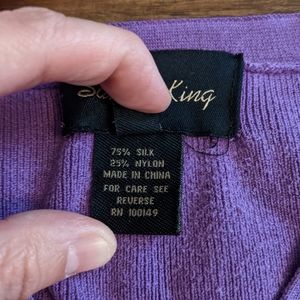 King
75% SILK
25% NYLON
MADE IN CHINA
FOR CARE SEE
REVERSE
RN 100149